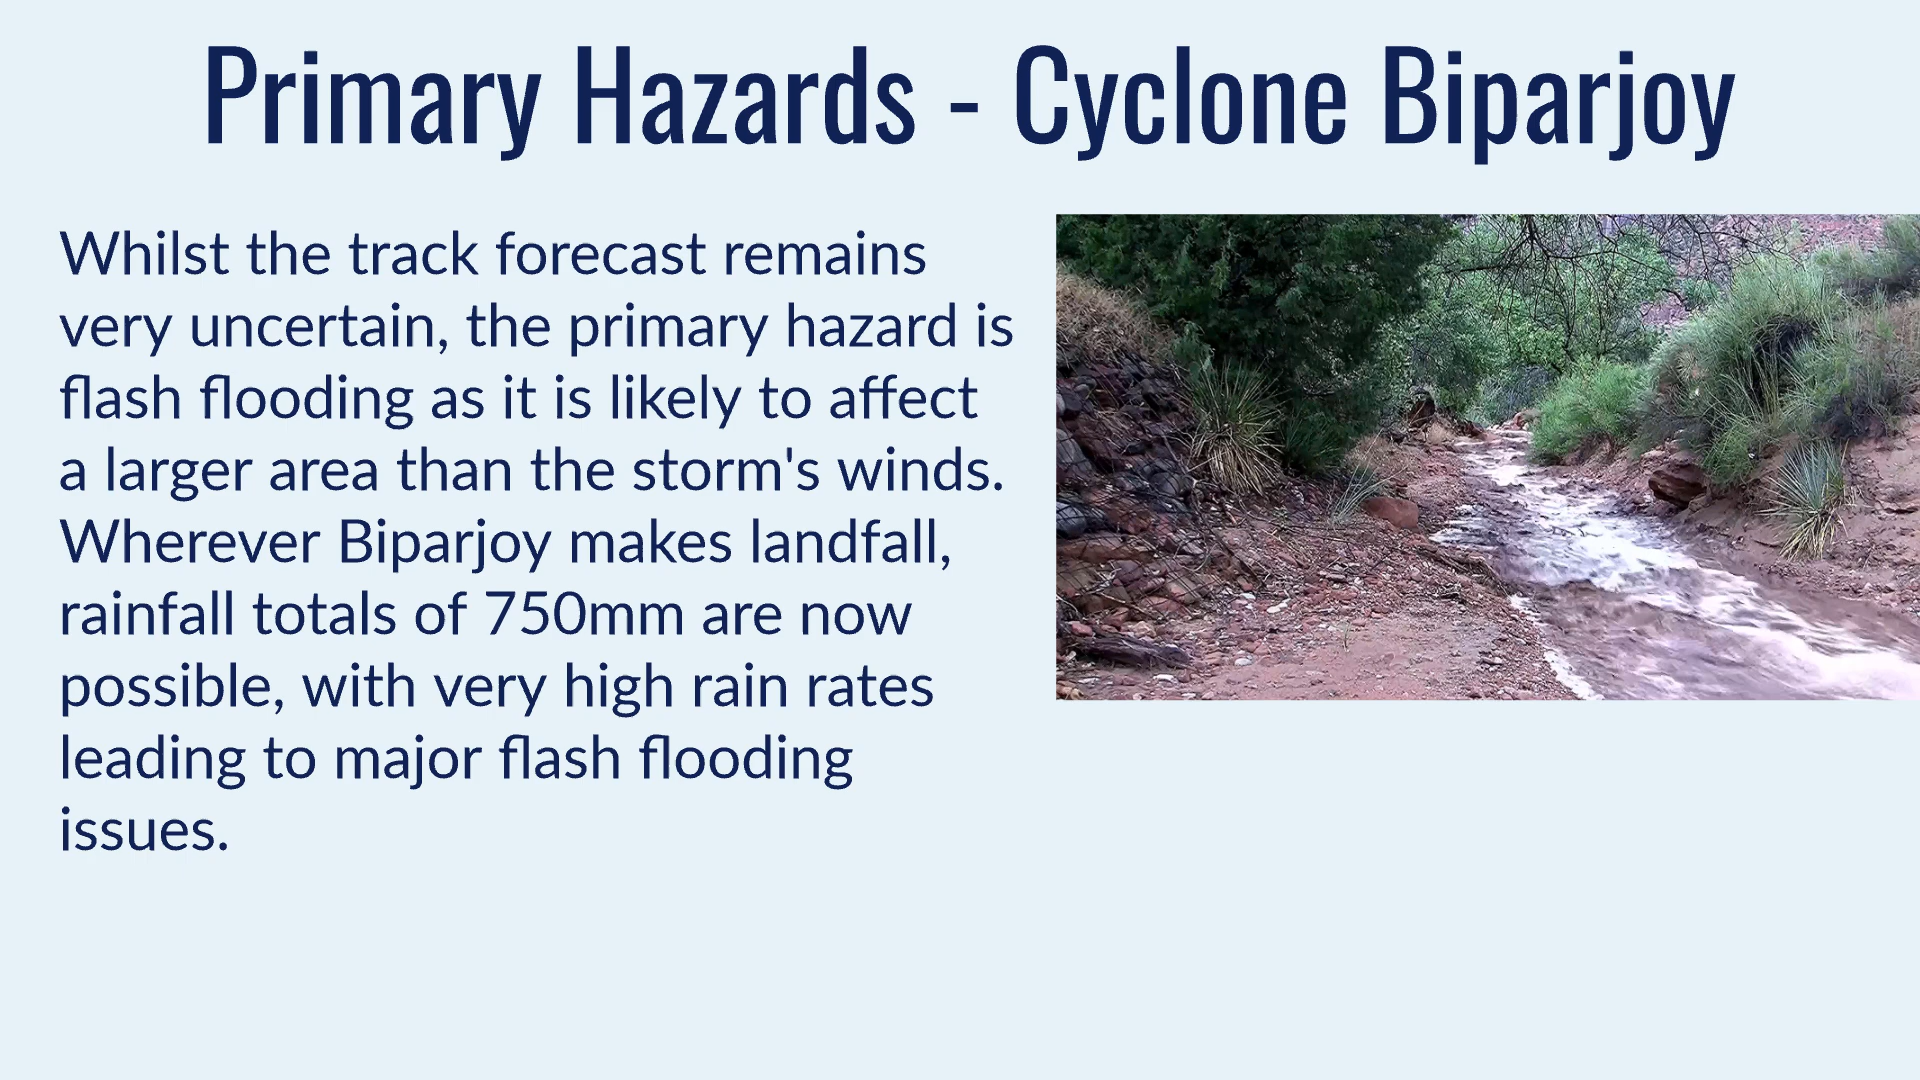 Primary Hazards - Cyclone Biparjoy
Whilst the track forecast remains
very uncertain, the primary hazard is
flash flooding as it is likely to affect
a larger area than the storm's winds.
Wherever Biparjoy makes landfall,
rainfall totals of 750mm are now
possible, with very high rain rates
leading to major flash flooding
issues.